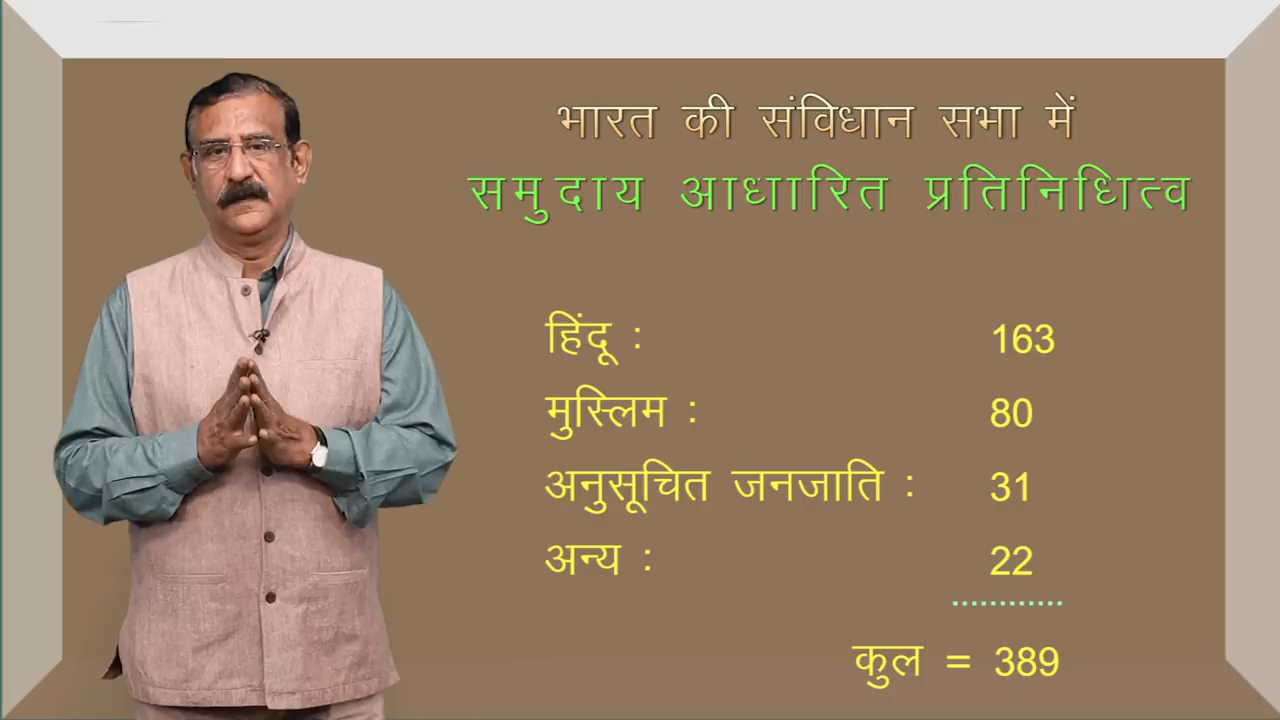 भारत की संविधान सभा में
समुदाय आधारित प्रतिनिधित्व
हिंदू : 163
मुस्लिम : 80
अनुसूचित जनजाति : 31
अन्य : 22
............
कुल = 389